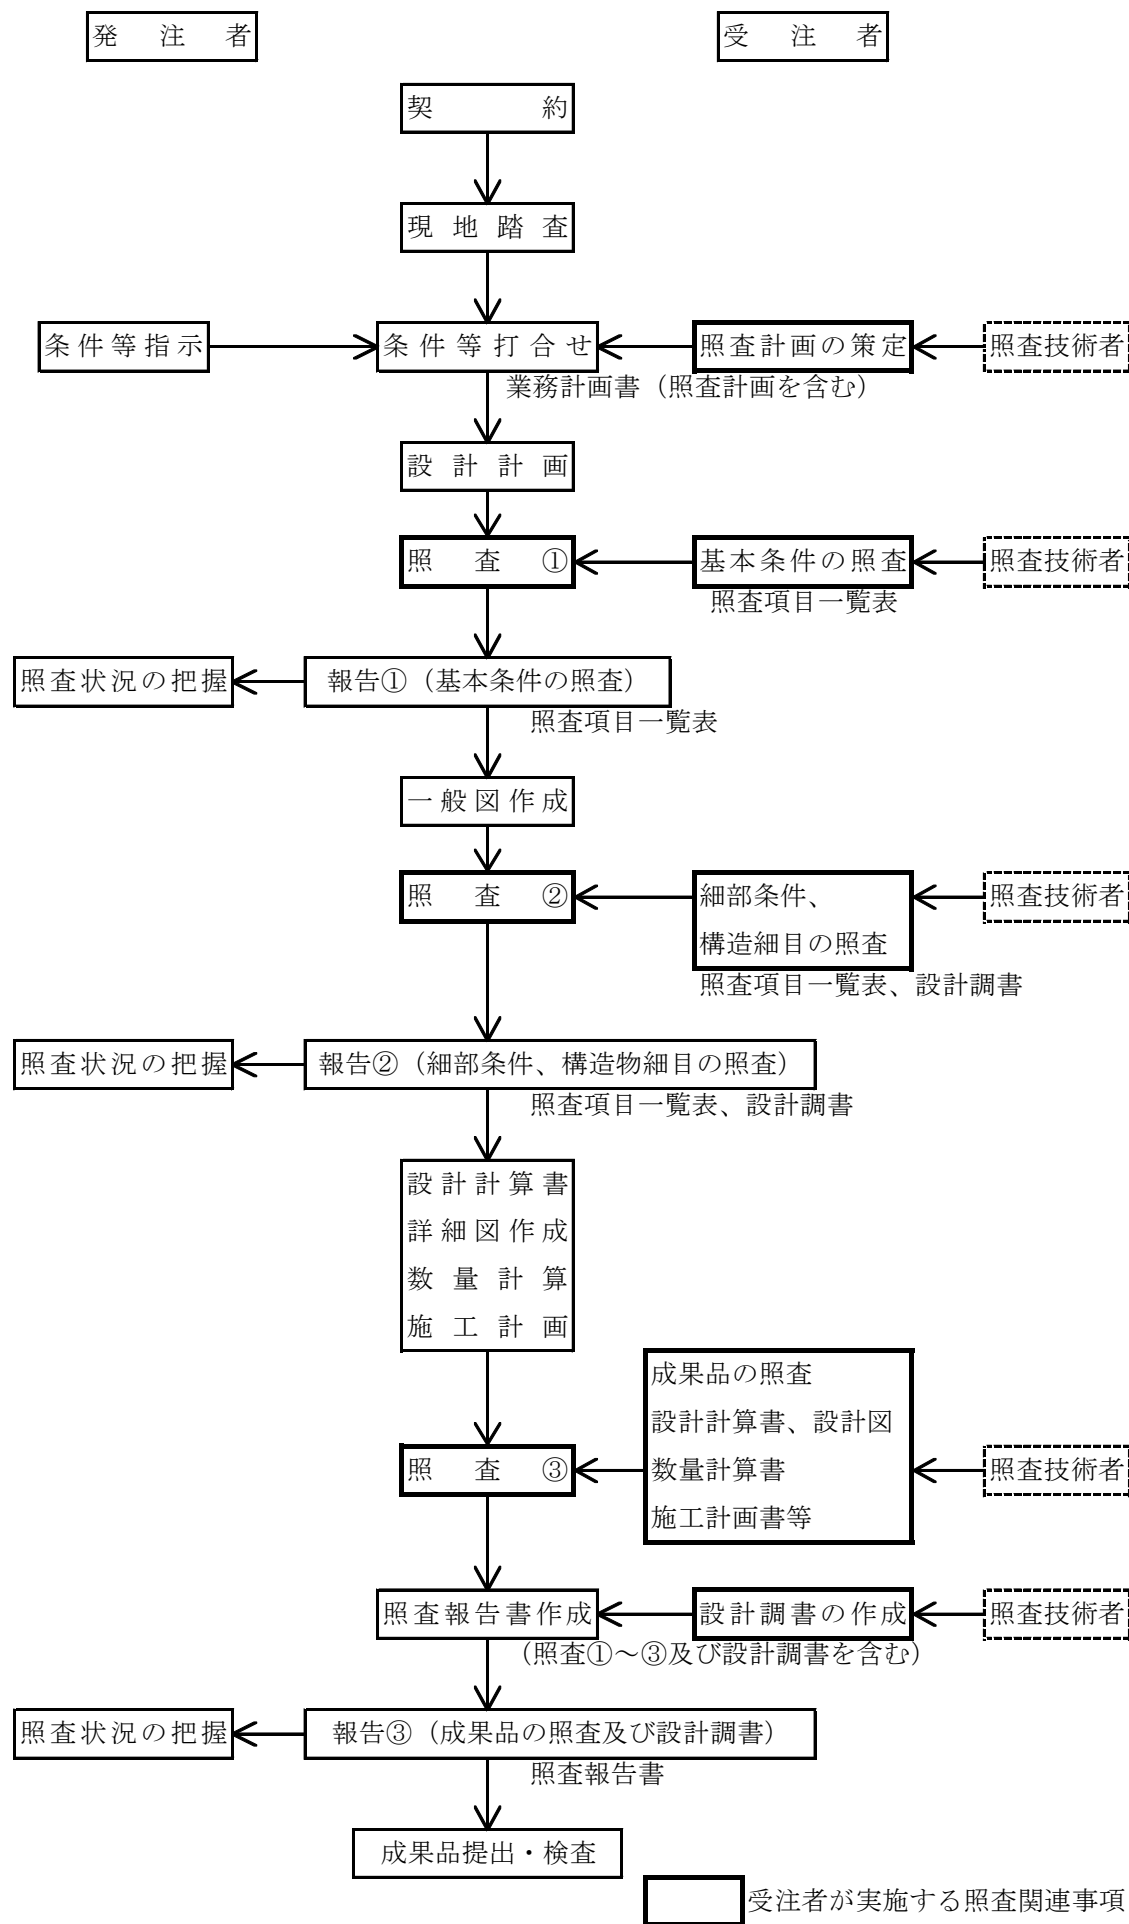 発注者
受注者
契約
現地踏査
条件等指示
条件等打合せ
照査計画の策定
照査技術者
業務計画書（照査計画を含む）
設計計画
照査①
基本条件の照査
照査技術者
照査項目一覧表
照査状況の把握
報告①（基本条件の照査）
照査項目一覧表
一般図作成
照査②
細部条件、
構造細目の照査
照査技術者
照査項目一覧表、設計調書
照査状況の把握
報告②（細部条件、構造物細目の照査）
照査項目一覧表、設計調書
設計計算書
詳細図作成
数量計算
施工計画
成果品の照査
設計計算書、設計図
数量計算書
施工計画書等
照査③
照査技術者
照査報告書作成
設計調書の作成
照査技術者
（照査①～③及び設計調書を含む）
照査状況の把握
報告③（成果品の照査及び設計調書）
照査報告書
成果品提出・検査
受注者が実施する照査関連事項